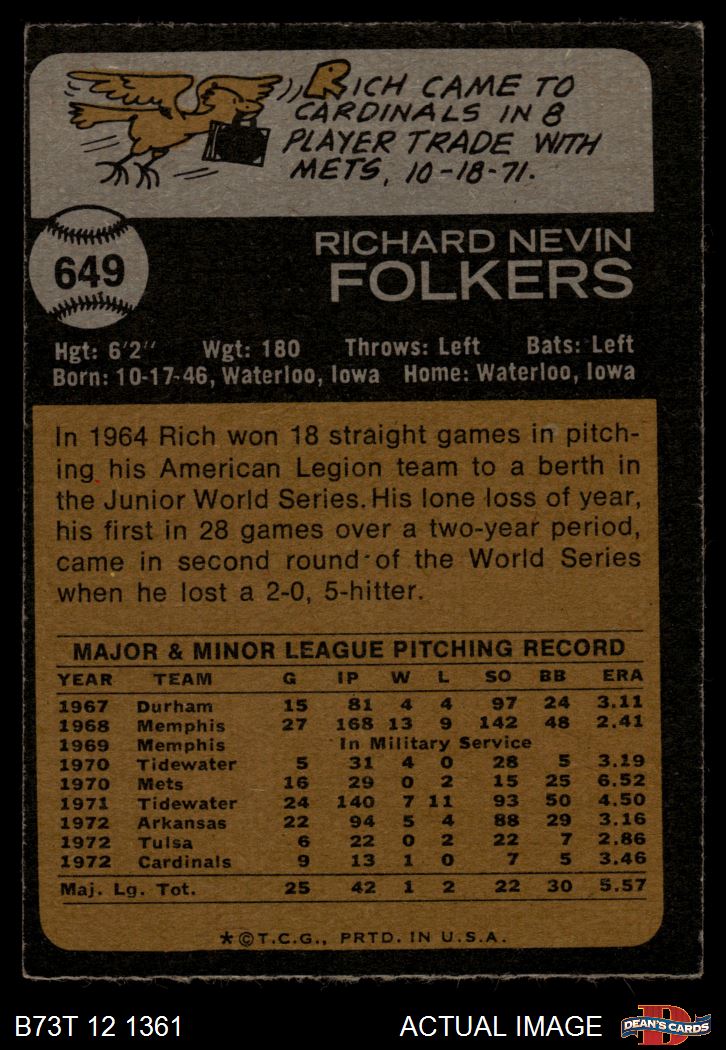 RICH CAME TO
CARDINALS IN 8
PLAYER TRADE WITH
METS, 10-18-71.
649
RICHARD NEVIN
FOLKERS
Hgt: 6'2" Wgt: 180 Throws: Left Bats: Left
Born: 10-17-46, Waterloo, Iowa Home: Waterloo, Iowa
In 1964 Rich won 18 straight games in pitch-
ing his American Legion team to a berth in
the Junior World Series. His lone loss of year,
his first in 28 games over a two-year period,
came in second round of the World Series
when he lost a 2-0, 5-hitter.
MAJOR & MINOR LEAGUE PITCHING RECORD
YEAR TEAM G IP W L SO BB ERA
1967 Durham 15 81 4 4 97 24 3.11
1968 Memphis 27 168 13 9 142 48 2.41
1969 Memphis In Military Service
1970 Tidewater 5 31 4 0 28 5 3.19
1970 Mets 16 29 0 2 15 25 6.52
1971 Tidewater 24 140 7 11 93 50 4.50
1972 Arkansas 22 94 5 4 88 29 3.16
1972 Tulsa 6 22 0 2 22 7 2.86
1972 Cardinals 9 13 1 0 7 5 3.46
Maj. Lg. Tot. 25 42 1 2 22 30 5.57
*©T.C.G., PRTD. IN U.S.A.
B73T 12 1361 ACTUAL IMAGE DEAN'S CARDS